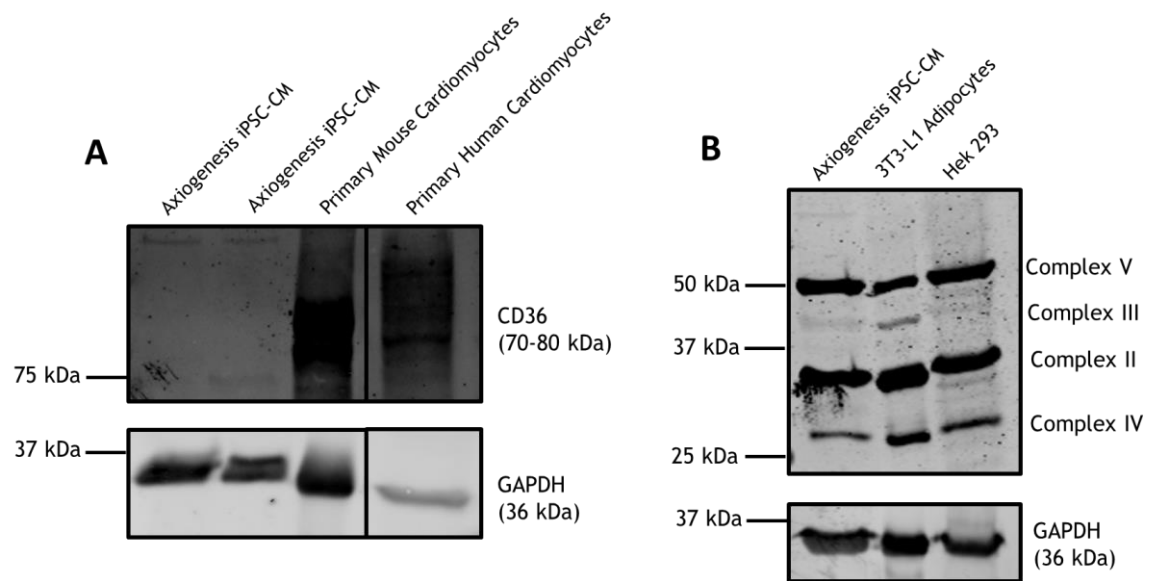 A
Axiogenesis iPSC-CM
Axiogenesis iPSC-CM
Primary Mouse Cardiomyocytes
Primary Human Cardiomyocytes
CD36
(70-80 kDa)
75 kDa
37 kDa
GAPDH
(36 kDa)
B
Axiogenesis iPSC-CM
3T3-L1 Adipocytes
Hek 293
50 kDa
37 kDa
25 kDa
Complex V
Complex III
Complex II
Complex IV
37 kDa
GAPDH
(36 kDa)